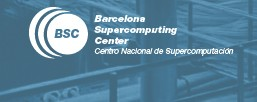 BSC
Barcelona
Supercomputing
Center
Centro Nacional de Supercomputación